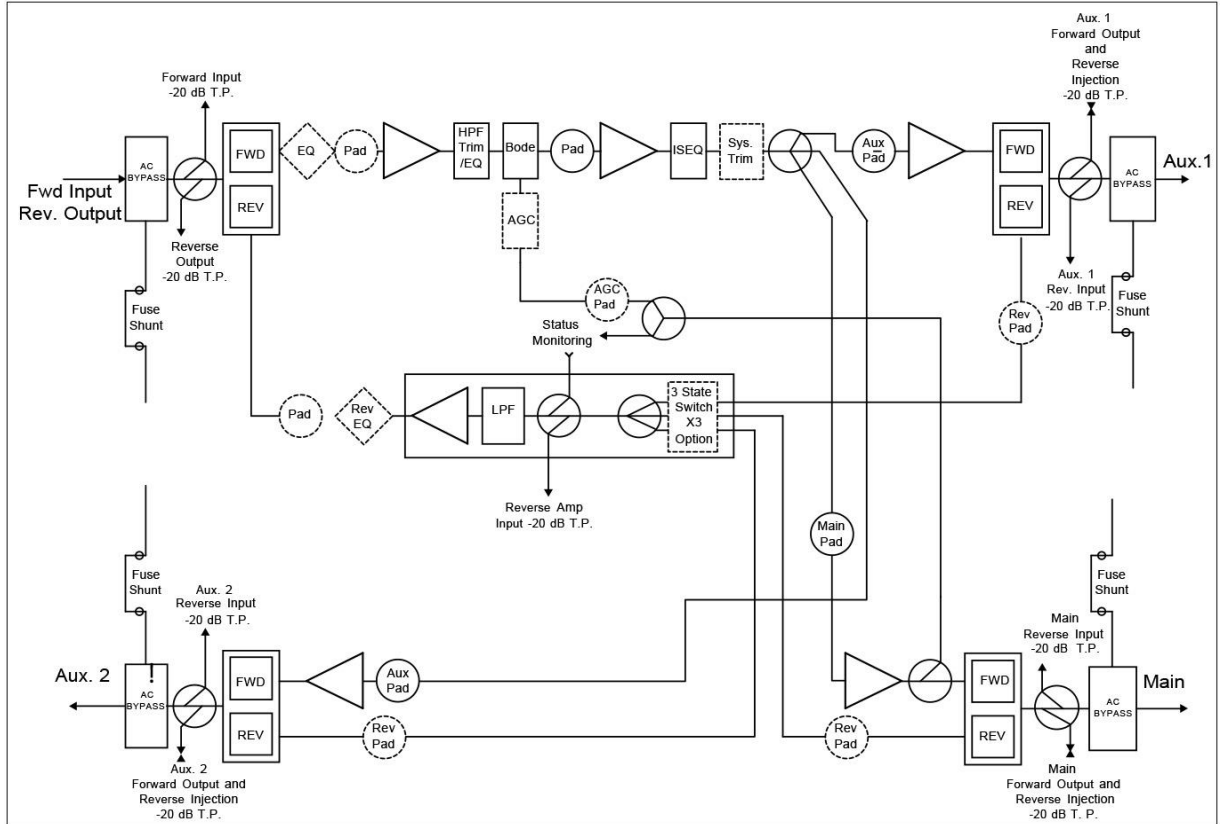 Aux. 1
Forward Output
and
Reverse
Injection
-20 dB T.P.
Forward Input
-20 dB T.P.
AC
BYPASS
FWD
REV
EQ
Pad
HPF
Trim
/EQ
Bode
Pad
ISEQ
Sys.
Trim
Aux
Pad
FWD
REV
AC
BYPASS
Aux.1
Fwd Input
Rev. Output
AGC
Reverse
Output
-20 dB T.P.
Aux. 1
Rev. Input
-20 dB T.P.
Fuse
Shunt
AGC
Pad
Rev
Pad
Fuse
Shunt
Status
Monitoring
Pad
Rev
EQ
LPF
3 State
Switch
X3
Option
Reverse Amp
Input -20 dB T.P.
Main
Pad
Fuse
Shunt
Aux. 2
Reverse Input
-20 dB T.P.
Fuse
Shunt
Main
Reverse Input
-20 dB T.P.
Aux. 2
!
AC
BYPASS
FWD
REV
Aux
Pad
Rev
Pad
Rev
Pad
FWD
REV
AC
BYPASS
Main
Aux. 2
Forward Output and
Reverse Injection
-20 dB T.P.
Main
Forward Output and
Reverse Injection
-20 dB T. P.